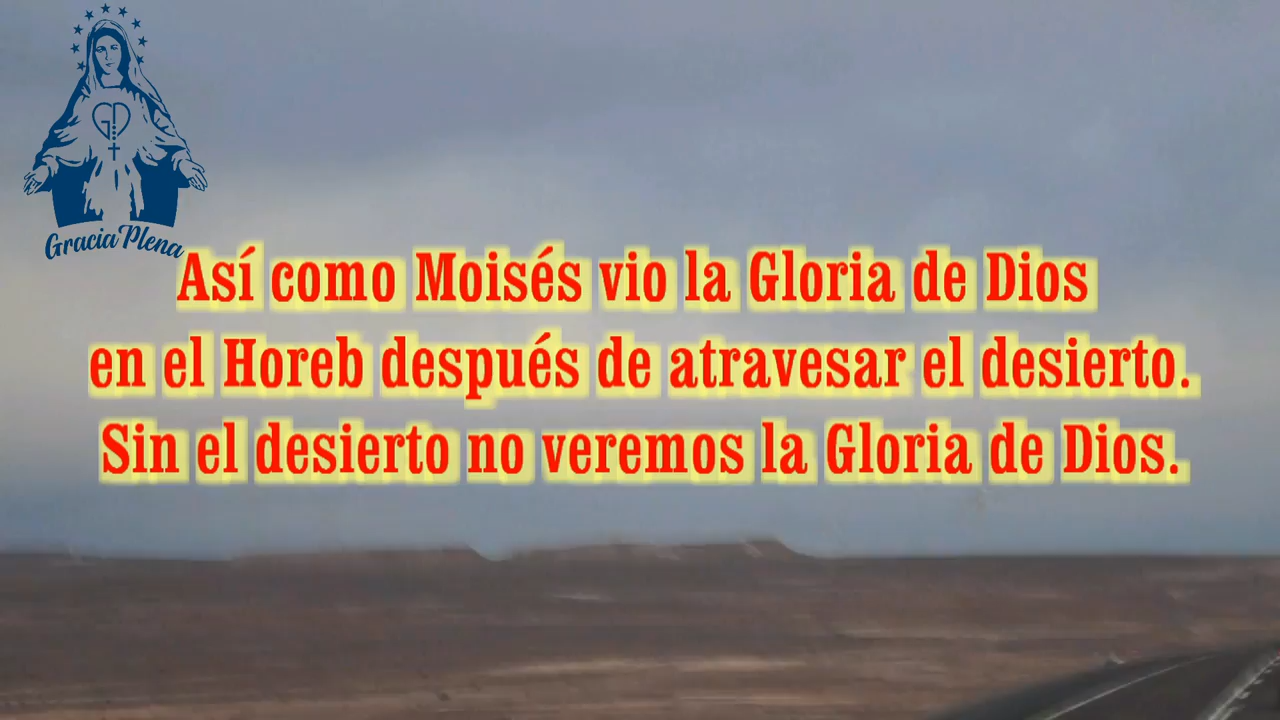 GP
Gracia Plena
Así como Moisés vio la Gloria de Dios
en el Horeb después de atravesar el desierto.
Sin el desierto no veremos la Gloria de Dios.